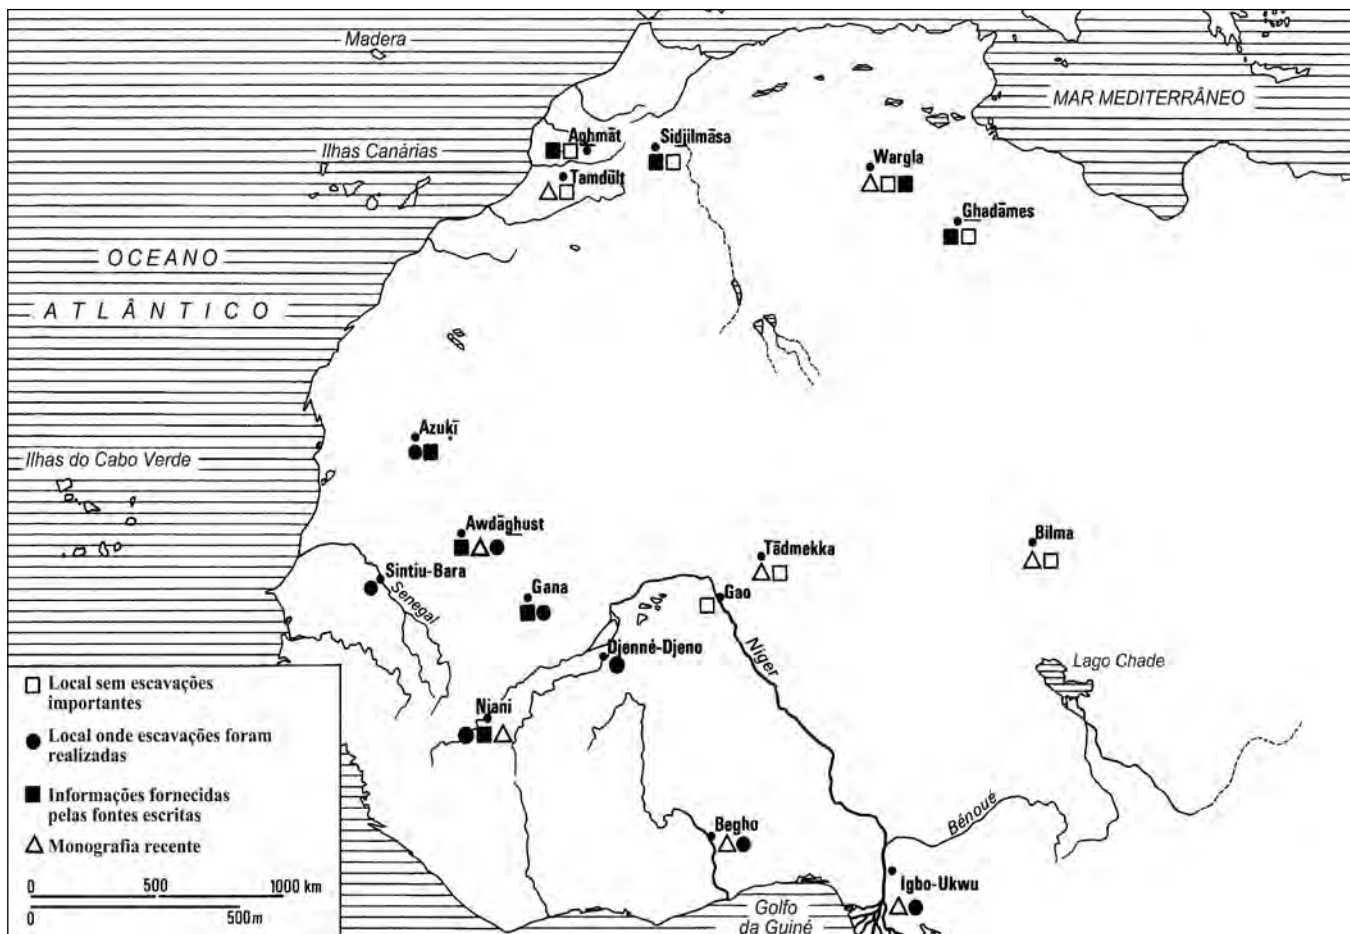 Madera
MAR MEDITERRÂNEO
Aghmāt
Sidjilmāsa
Ilhas Canárias
Wargla
Tamdūlt
Ghadāmes
OCEANO
ATLÂNTICO
Azukī
Ilhas do Cabo Verde
Awdāghust
Bilma
Tādmekka
Sintiu-Bara
Gana
Gao
Senegal
Djenné-Djeno
Niger
Lago Chade
Niani
Local sem escavações
importantes
Local onde escavações foram
realizadas
Informações fornecidas
pelas fontes escritas
Monografia recente
Begho
Bénoué
Igbo-Ukwu
0 500 1000 km
0 500 m
Golfo
da Guiné